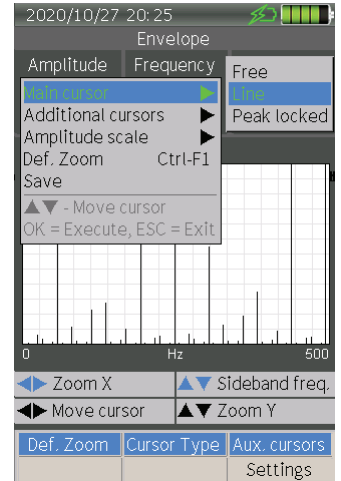 2020/10/27 20:25
Envelope
Amplitude Frequency
Main cursor
Additional cursors
Amplitude scale
Def. Zoom Ctrl-F1
Save
▲▼ - Move cursor
OK = Execute, ESC = Exit
Free
Line
Peak locked
0 Hz 500
◀▶ Zoom X ▲▼ Sideband freq.
◀▶ Move cursor ▲▼ Zoom Y
Def. Zoom Cursor Type Aux. cursors
Settings